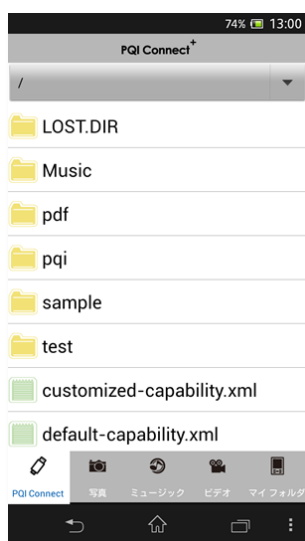 74% 13:00
PQI Connect+
/
LOST.DIR
Music
pdf
pqi
sample
test
customized-capability.xml
default-capability.xml
PQI Connect 写真 ミュージック ビデオ マイフォルダ